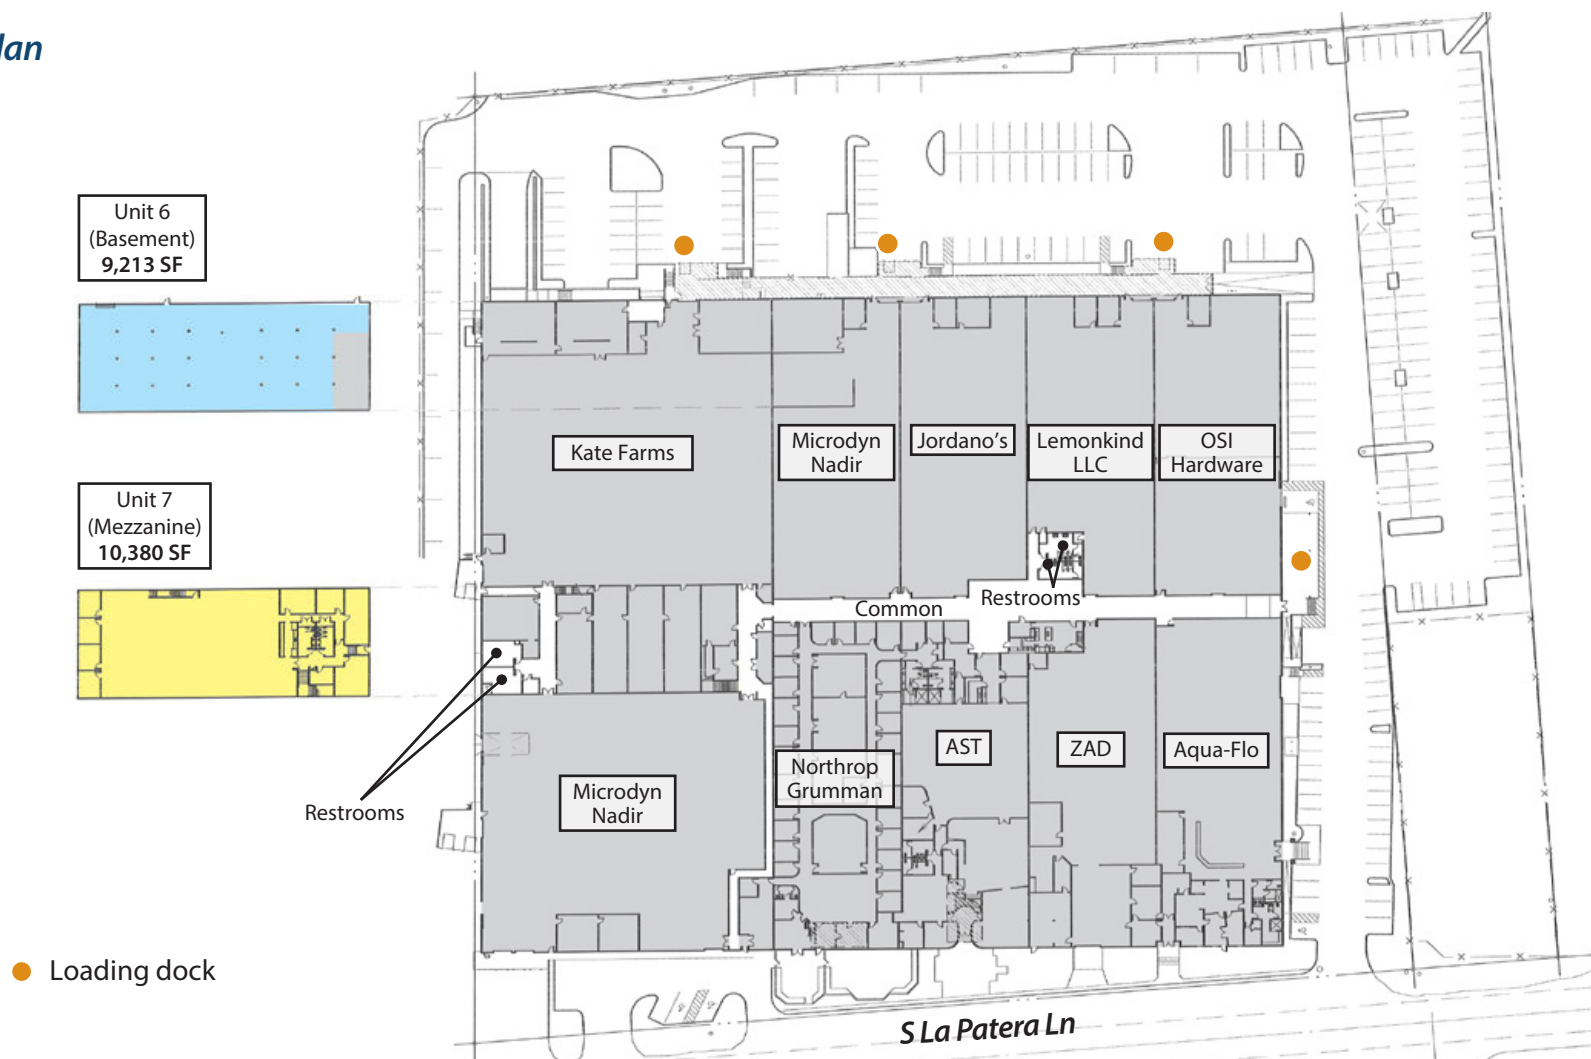 lan
Unit 6
(Basement)
9,213 SF
Unit 7
(Mezzanine)
10,380 SF
Kate Farms
Microdyn
Nadir
Jordano's
Lemonkind
LLC
OSI
Hardware
Common
Restrooms
Restrooms
Microdyn
Nadir
Northrop
Grumman
AST
ZAD
Aqua-Flo
Loading dock
S La Patera Ln